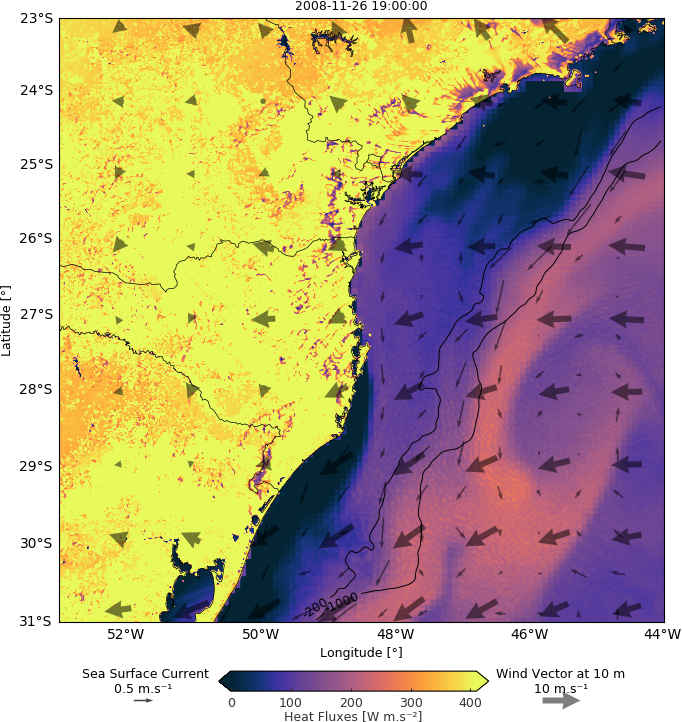 2008-11-26 19:00:00
23°S
24°S
25°S
26°S
27°S
28°S
29°S
30°S
31°S
Latitude [°]
200
1000
52°W 50°W 48°W 46°W 44°W
Longitude [°]
Sea Surface Current
0.5 m.s⁻¹
Wind Vector at 10 m
10 m.s⁻¹
0 100 200 300 400
Heat Fluxes [W m.s⁻²]